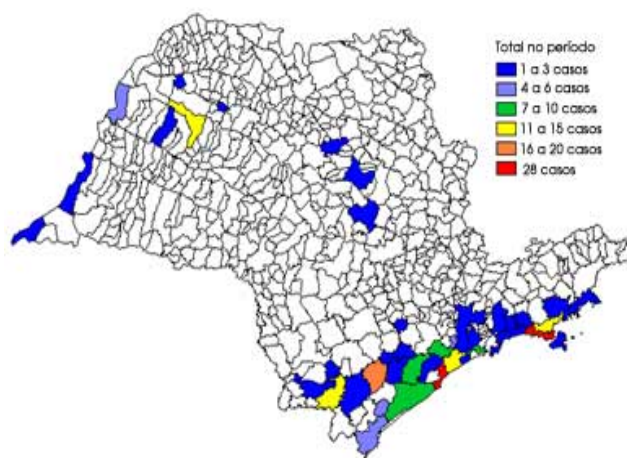 Total no período
1 a 3 casos
4 a 6 casos
7 a 10 casos
11 a 15 casos
16 a 20 casos
28 casos